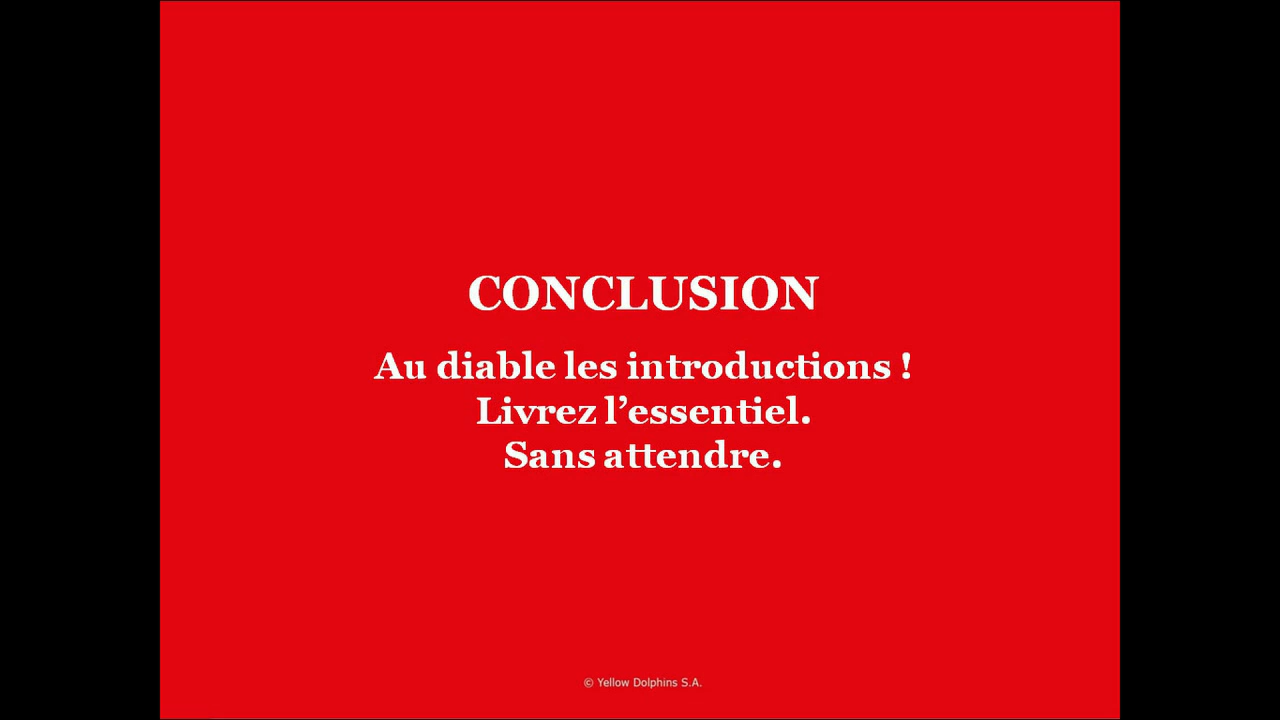 CONCLUSION
Au diable les introductions !
Livrez l’essentiel.
Sans attendre.
© Yellow Dolphins S.A.